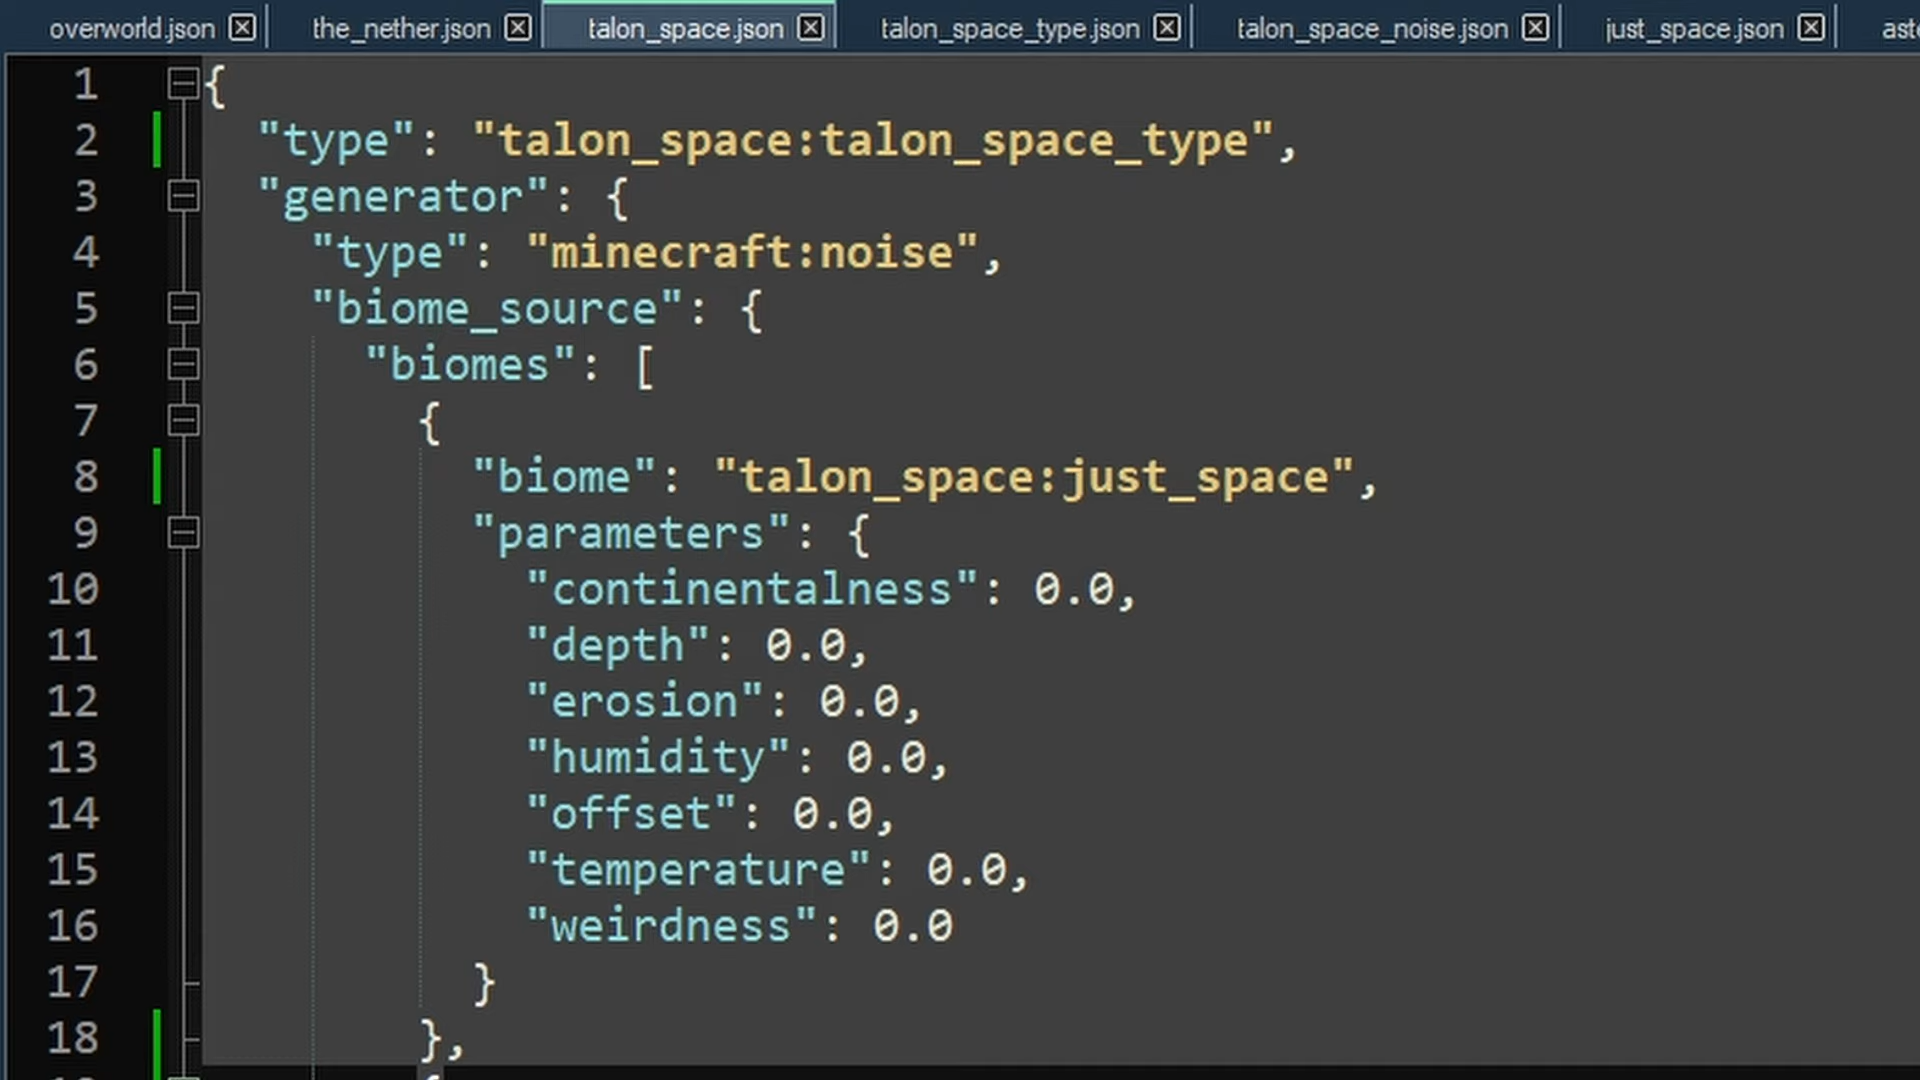 overworld.json the_nether.json talon_space.json talon_space_type.json talon_space_noise.json just_space.json
1 {
2 "type": "talon_space:talon_space_type",
3 "generator": {
4 "type": "minecraft:noise",
5 "biome_source": {
6 "biomes": [
7 {
8 "biome": "talon_space:just_space",
9 "parameters": {
10 "continentalness": 0.0,
11 "depth": 0.0,
12 "erosion": 0.0,
13 "humidity": 0.0,
14 "offset": 0.0,
15 "temperature": 0.0,
16 "weirdness": 0.0
17 }
18 },